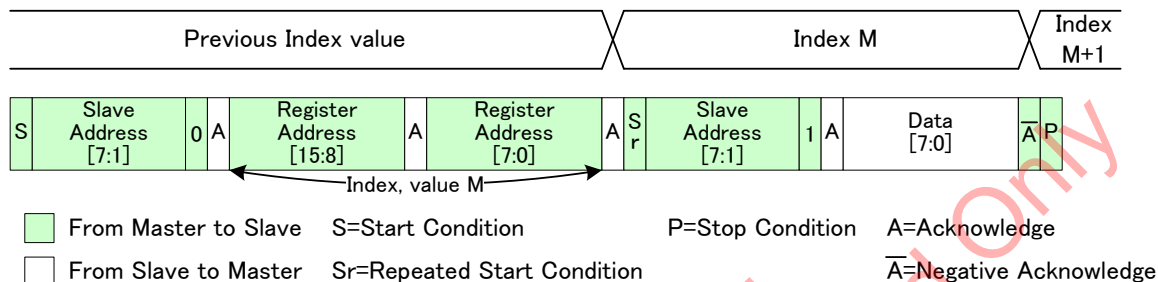 Previous Index value
Index M
Index
M+1
S
Slave
Address
[7:1]
0
A
Register
Address
[15:8]
A
Register
Address
[7:0]
A
S
r
Slave
Address
[7:1]
1
A
Data
[7:0]
A̅
P
Index, value M
From Master to Slave
S=Start Condition
P=Stop Condition
A=Acknowledge
From Slave to Master
Sr=Repeated Start Condition
A̅=Negative Acknowledge
Only